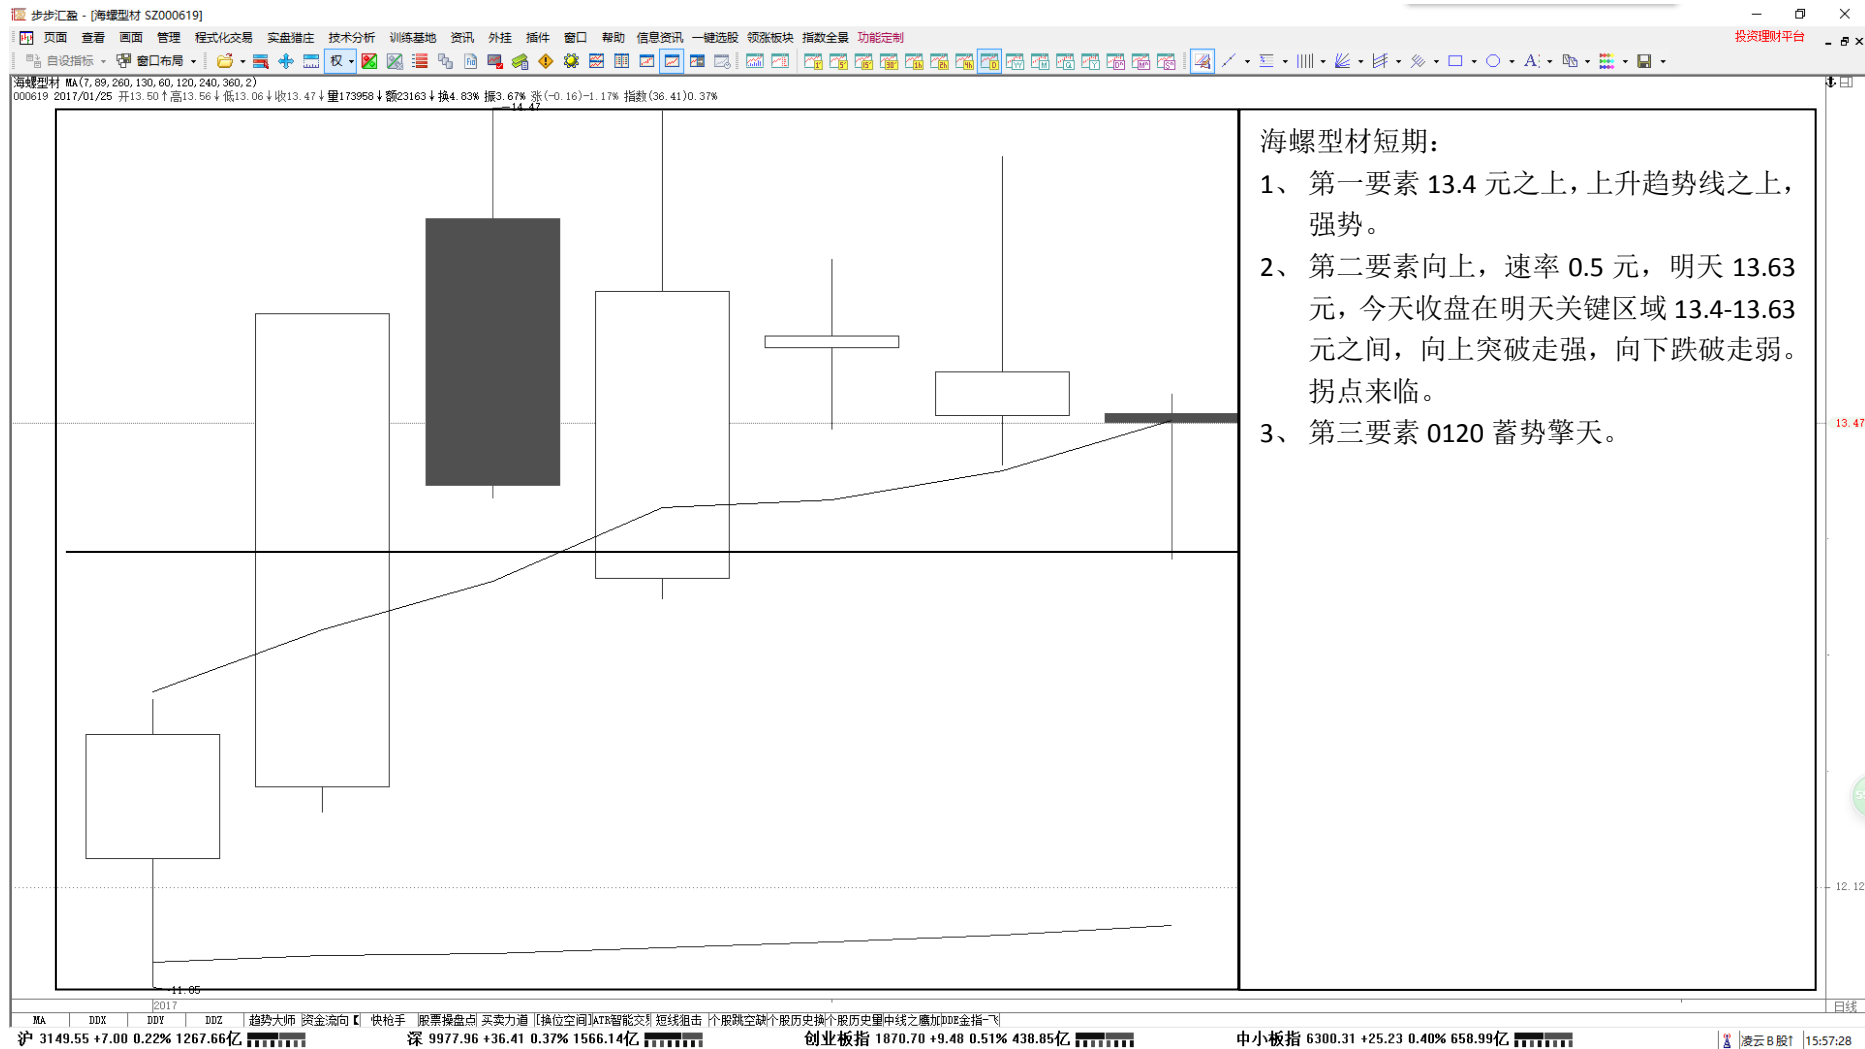 步步汇盈 - [海螺型材 SZ000619]
页面 查看 画面 管理 程式化交易 实盘猎庄 技术分析 训练基地 资讯 外挂 插件 窗口 帮助 信息资讯 一键选股 领涨板块 指数全景 功能定制
投资理财平台
自设指标 窗口布局 权
海螺型材 MA(7,89,260,130,60,120,240,360,2)
000619 2017/01/25 开13.50↑高13.56↓低13.06↓收13.47↓量173958↓额23163↓换4.83% 振3.67% 涨(-0.16)-1.17% 指数(36.41)0.37%
14.47
海螺型材短期：
1、 第一要素 13.4 元之上，上升趋势线之上，
强势。
2、 第二要素向上，速率 0.5 元，明天 13.63
元，今天收盘在明天关键区域 13.4-13.63
元之间，向上突破走强，向下跌破走弱。
拐点来临。
3、 第三要素 0120 蓄势擎天。
13.47
12.12
11.05
2017
日线
MA DDX DDY DDZ 趋势大师 资金流向 快枪手 股票操盘点 买卖力道 [换位空间] ATR智能交易 短线狙击 个股跳空缺 个股历史换 个股历史量 中线之鹰 DDE金指一飞
沪 3149.55 +7.00 0.22% 1267.66亿 深 9977.96 +36.41 0.37% 1566.14亿 创业板指 1870.70 +9.48 0.51% 438.85亿 中小板指 6300.31 +25.23 0.40% 658.99亿 凌云B股↑ 15:57:28